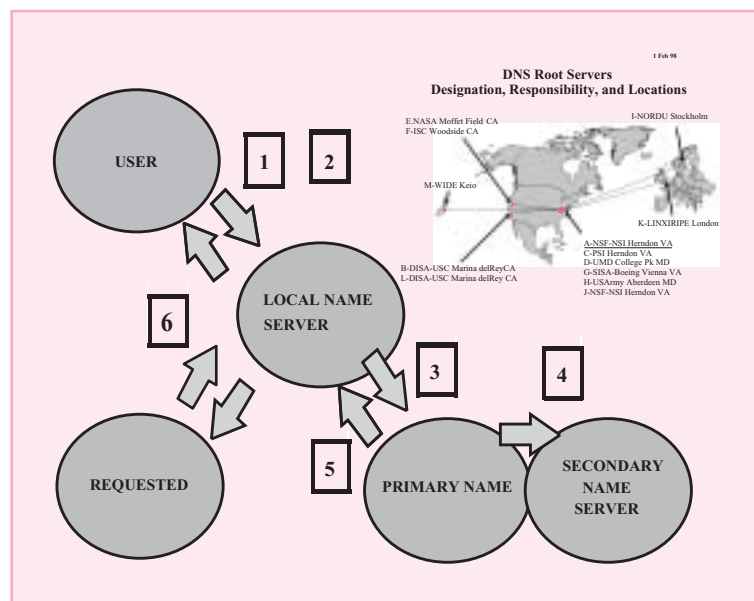 1 Feb 98
DNS Root Servers
Designation, Responsibility, and Locations
E.NASA Moffet Field CA
F-ISC Woodside CA
I-NORDU Stockholm
M-WIDE Keio
K-LINXIRIPE London
A-NSF-NSI Herndon VA
C-PSI Herndon VA
D-UMD College Pk MD
G-SISA-Boeing Vienna VA
H-USArmy Aberdeen MD
J-NSF-NSI Herndon VA
B-DISA-USC Marina delReyCA
L-DISA-USC Marina delRey CA
USER
1
2
LOCAL NAME
SERVER
6
3
4
5
REQUESTED
PRIMARY NAME
SECONDARY
NAME
SERVER